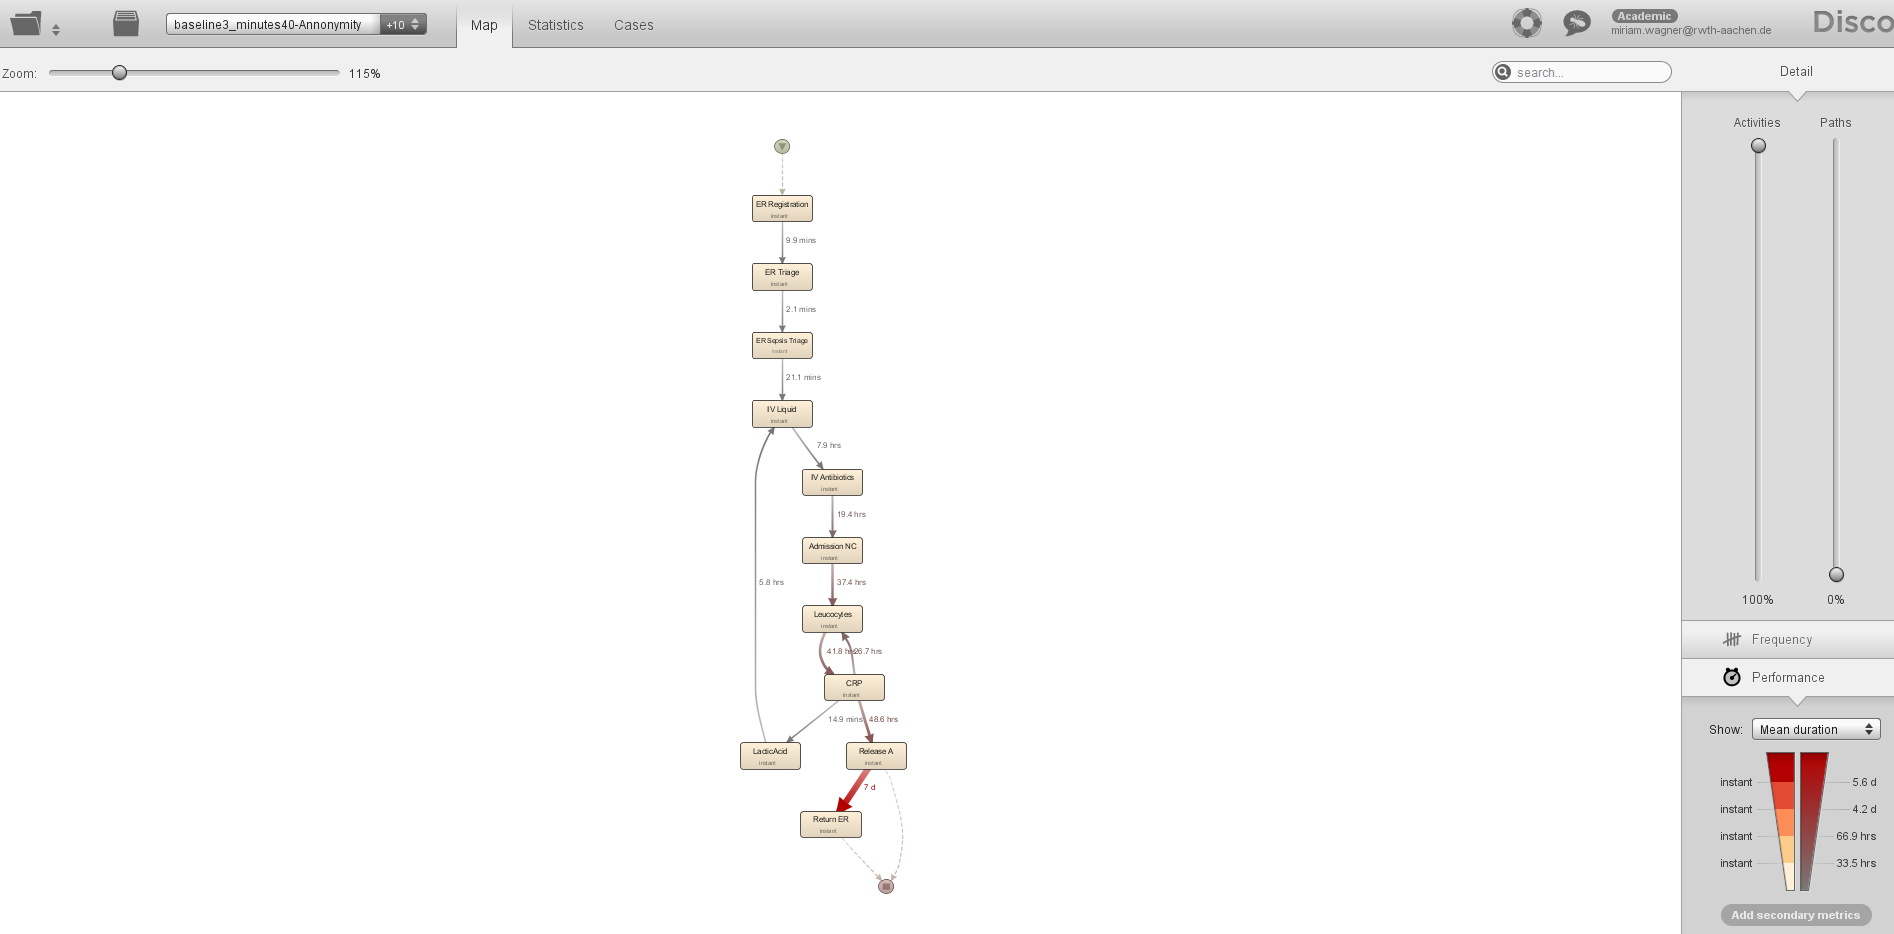 baseline3_minutes40-Annonymity +10
Map Statistics Cases
Academic
miriam.wagner@rwth-aachen.de
Disco
Zoom: 115%
search...
Detail
Activities Paths
ER Registration
instant
9.9 mins
ER Triage
instant
2.1 mins
ER Sepsis Triage
instant
21.1 mins
IV Liquid
instant
7.9 hrs
IV Antibiotics
instant
19.4 hrs
Admission NC
instant
5.8 hrs 37.4 hrs
Leucocytes
instant
41.8 hrs 26.7 hrs
CRP
instant
14.9 mins 48.6 hrs
LacticAcid
instant
Release A
instant
7 d
Return ER
instant
100% 0%
Frequency
Performance
Show: Mean duration
instant 5.6 d
instant 4.2 d
instant 66.9 hrs
instant 33.5 hrs
Add secondary metrics